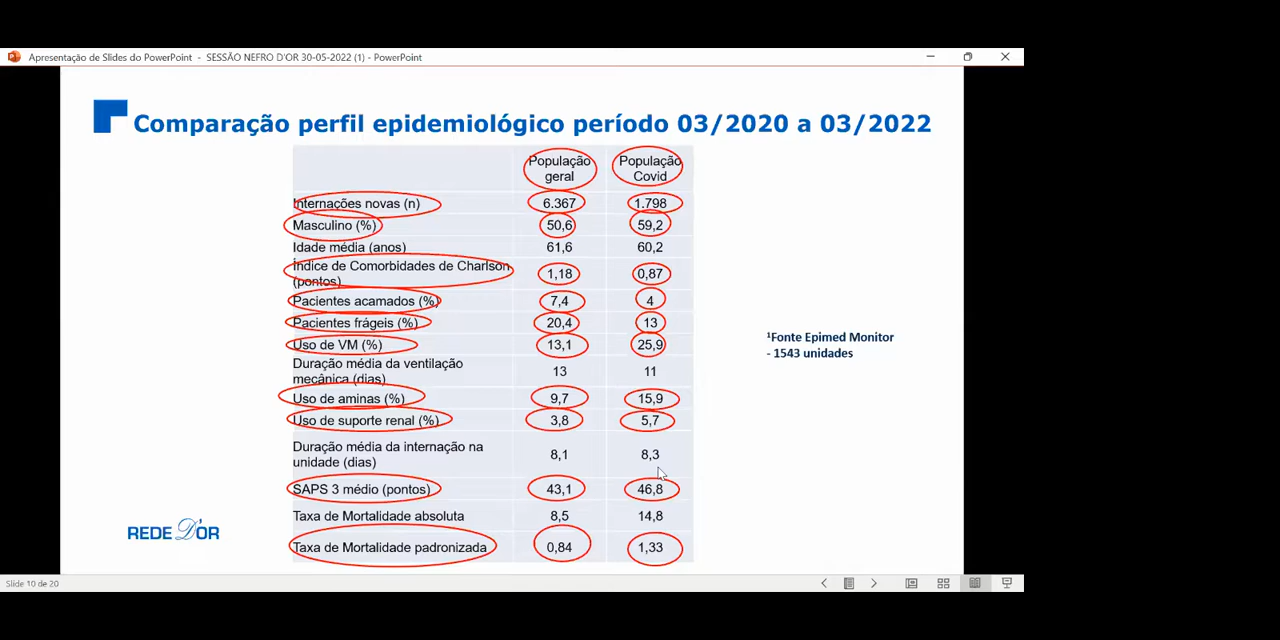 Apresentação de Slides do PowerPoint - SESSÃO NEFRO D'OR 30-05-2022 (1) - PowerPoint
Comparação perfil epidemiológico período 03/2020 a 03/2022
População geral População Covid
Internações novas (n) 6.367 1.798
Masculino (%) 50,6 59,2
Idade média (anos) 61,6 60,2
Índice de Comorbidades de Charlson
(pontos) 1,18 0,87
Pacientes acamados (%) 7,4 4
Pacientes frágeis (%) 20,4 13
Uso de VM (%) 13,1 25,9
Duração média da ventilação
mecânica (dias) 13 11
Uso de aminas (%) 9,7 15,9
Uso de suporte renal (%) 3,8 5,7
Duração média da internação na
unidade (dias) 8,1 8,3
SAPS 3 médio (pontos) 43,1 46,8
Taxa de Mortalidade absoluta 8,5 14,8
Taxa de Mortalidade padronizada 0,84 1,33
¹Fonte Epimed Monitor
- 1543 unidades
REDE D'OR
Slide 10 de 20